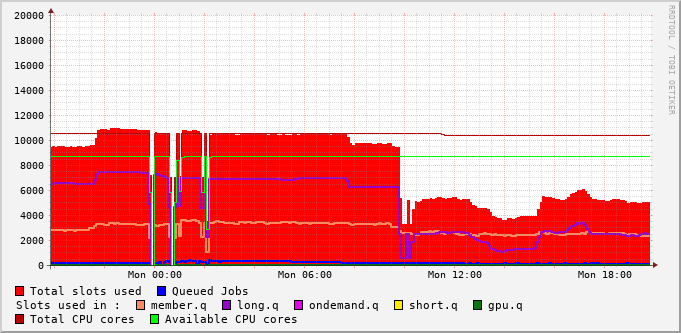 20000
18000
16000
14000
12000
10000
8000
6000
4000
2000
0
Mon 00:00 Mon 06:00 Mon 12:00 Mon 18:00
RRDTOOL / TOBI OETIKER
Total slots used Queued Jobs
Slots used in : member.q long.q ondemand.q short.q gpu.q
Total CPU cores Available CPU cores